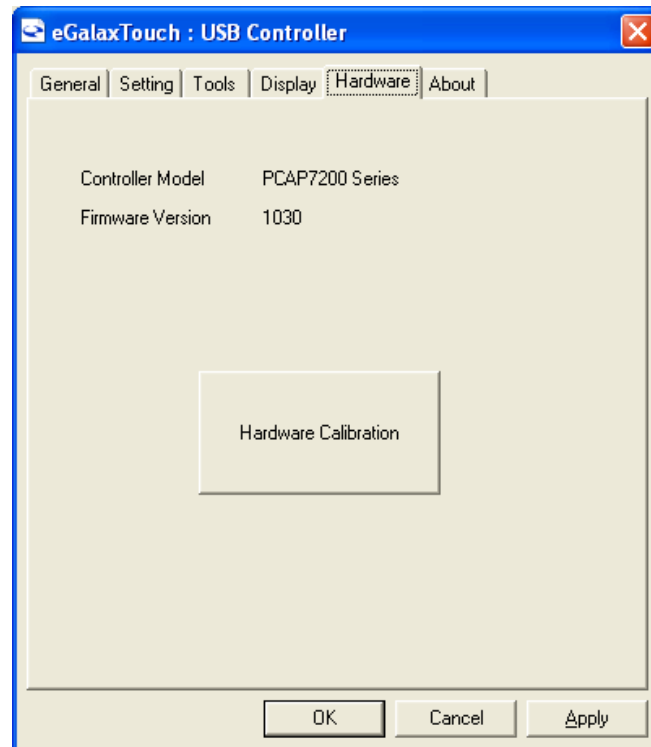 eGalaxTouch : USB Controller
General Setting Tools Display Hardware About
Controller Model PCAP7200 Series
Firmware Version 1030
Hardware Calibration
OK Cancel Apply